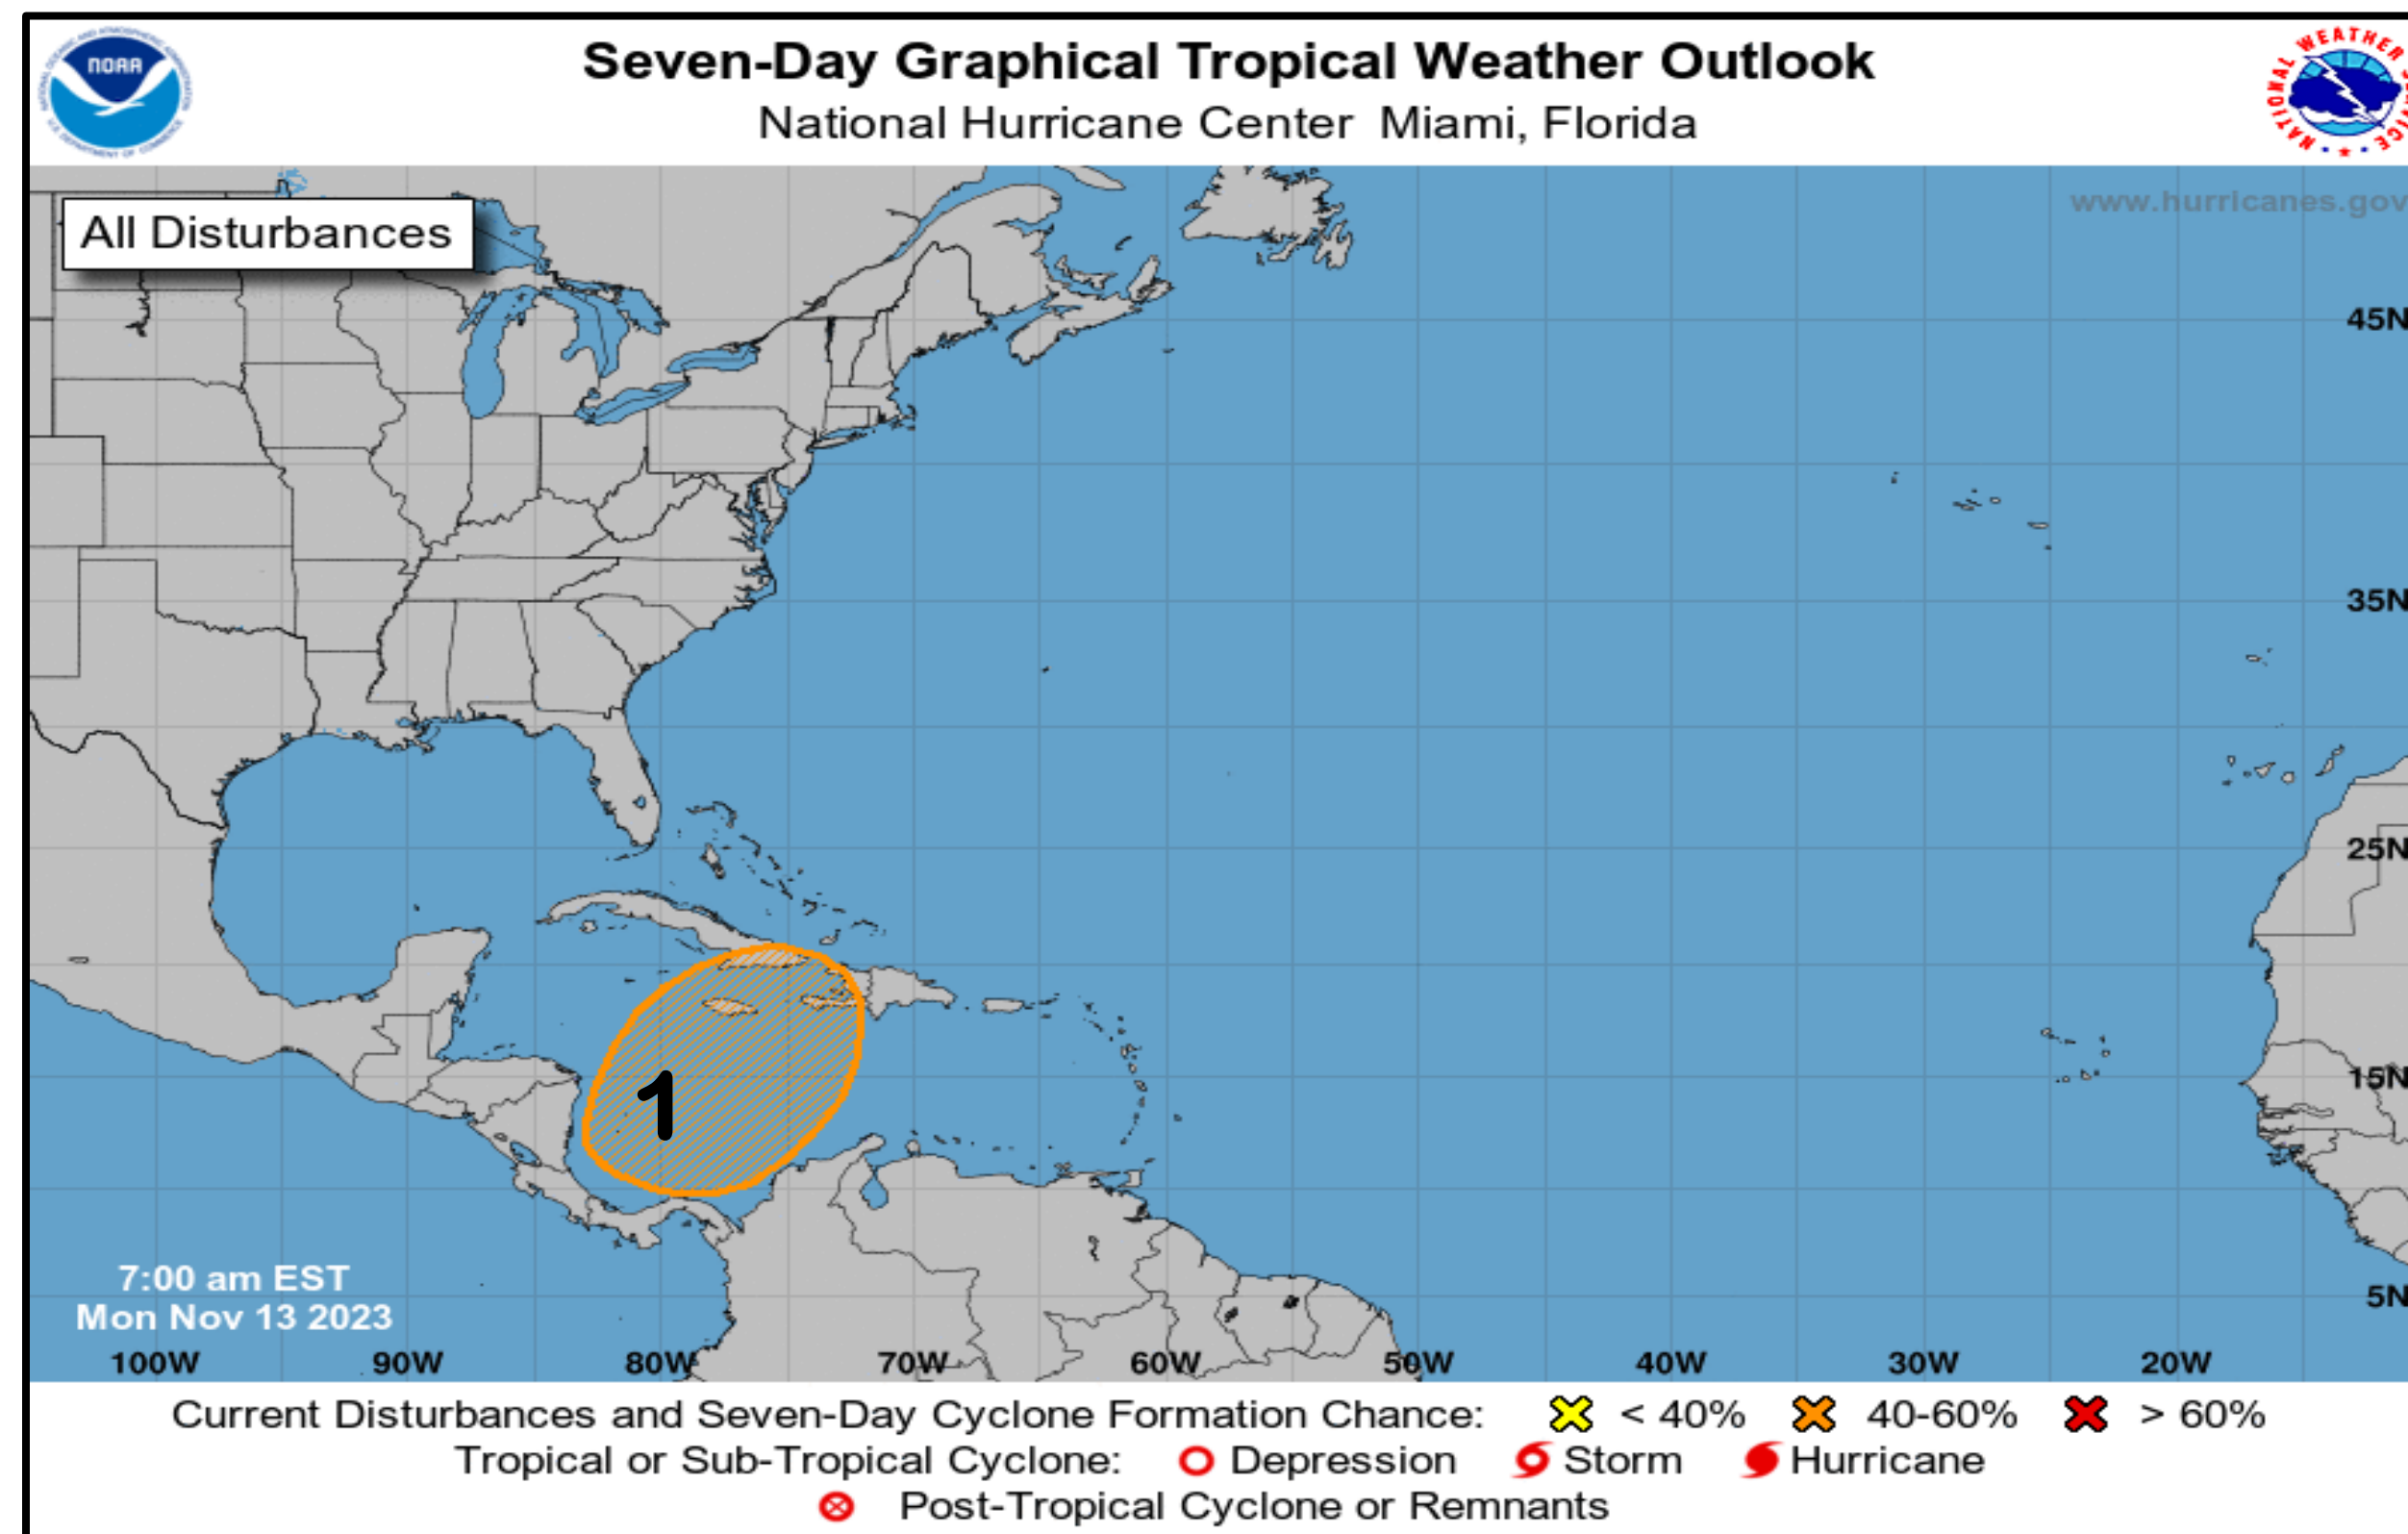 Seven-Day Graphical Tropical Weather Outlook
National Hurricane Center Miami, Florida
NOAA
NATIONAL WEATHER
All Disturbances
www.hurricanes.gov
45N
35N
25N
15N
5N
1
7:00 am EST
Mon Nov 13 2023
100W 90W 80W 70W 60W 50W 40W 30W 20W
Current Disturbances and Seven-Day Cyclone Formation Chance: < 40% 40-60% > 60%
Tropical or Sub-Tropical Cyclone: Depression Storm Hurricane
Post-Tropical Cyclone or Remnants